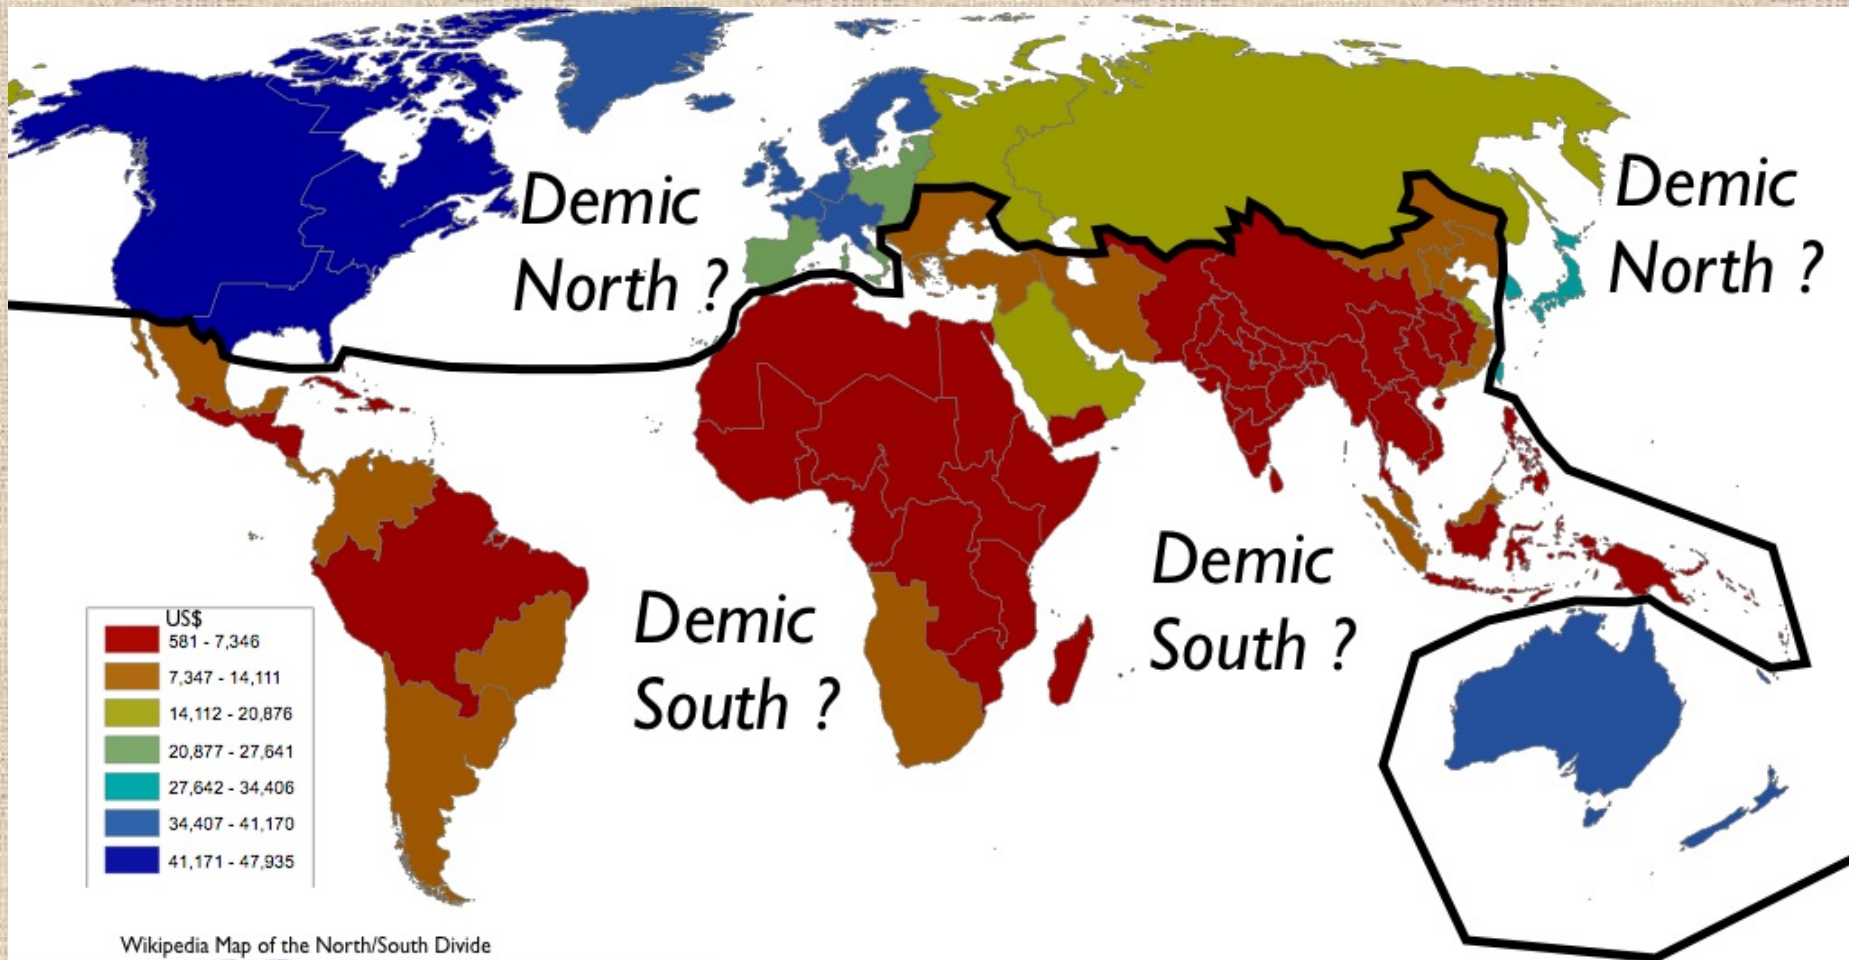 Demic
North ?
Demic
North ?
Demic
South ?
Demic
South ?
US$
581 - 7,346
7,347 - 14,111
14,112 - 20,876
20,877 - 27,641
27,642 - 34,406
34,407 - 41,170
41,171 - 47,935
Wikipedia Map of the North/South Divide